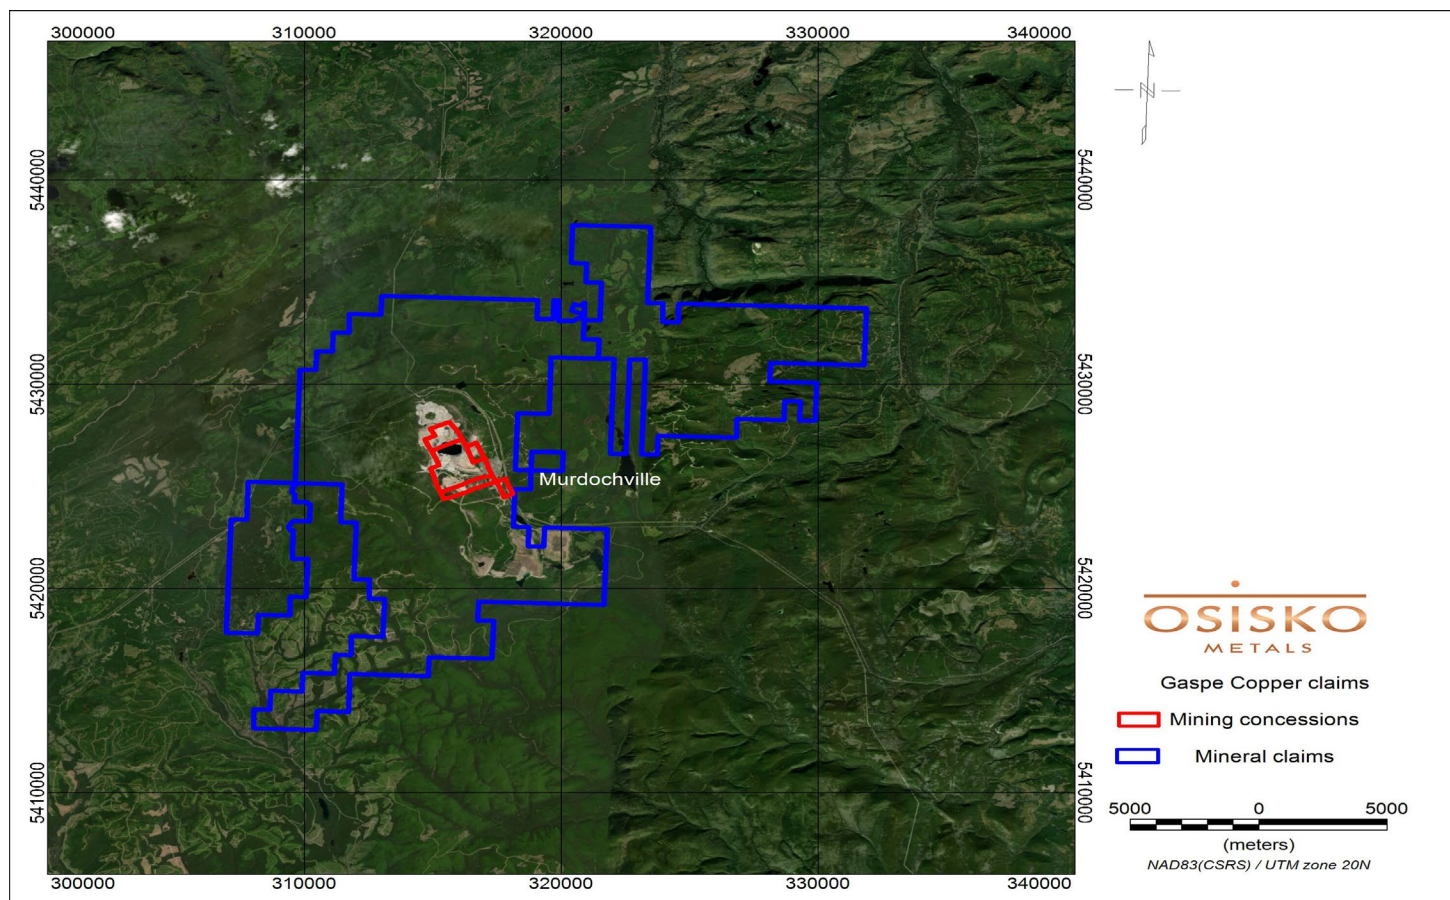 300000 310000 320000 330000 340000
N
5440000 5440000
5430000 5430000
Murdochville
5420000 5420000
OSISKO
METALS
Gaspe Copper claims
Mining concessions
Mineral claims
5410000 5410000
5000 0 5000
(meters)
NAD83(CSRS) / UTM zone 20N
300000 310000 320000 330000 340000